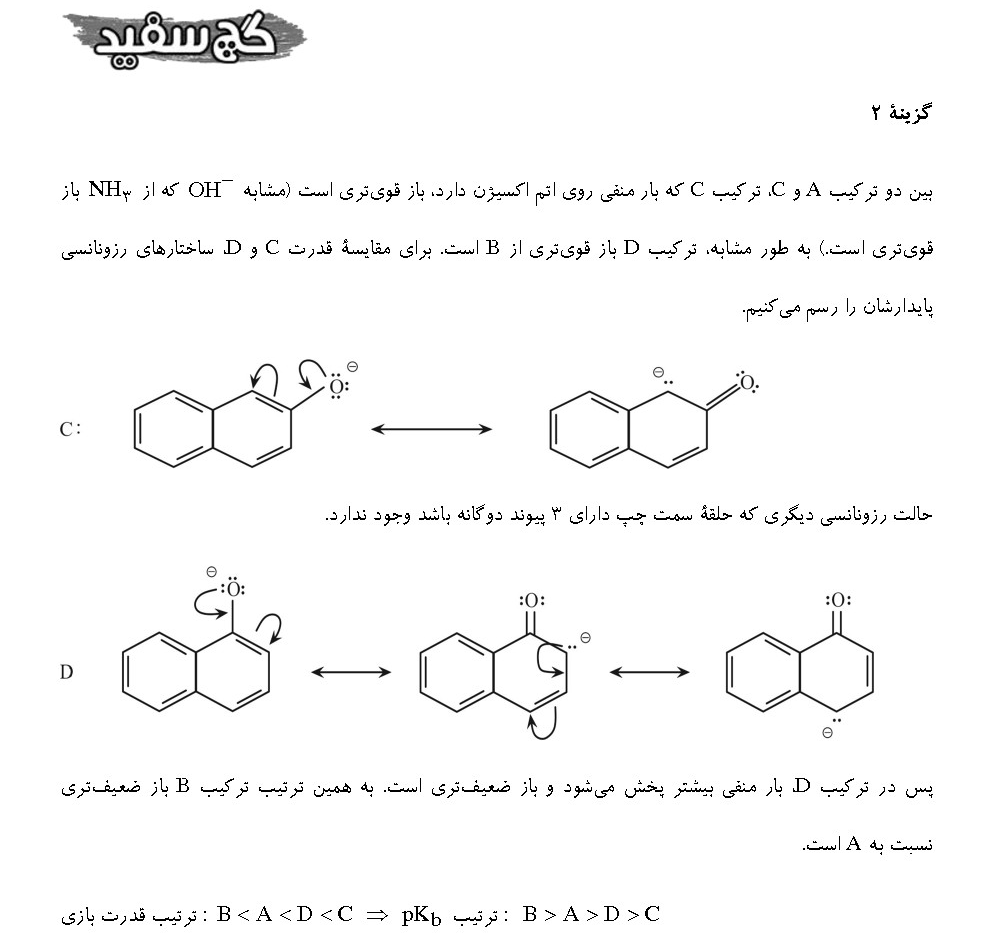 گچ سفید
گزینهٔ ۲
بین دو ترکیب A و C، ترکیب C که بار منفی روی اتم اکسیژن دارد، باز قوی‌تری است (مشابه OH⁻ که از NH₃ باز
قوی‌تری است.) به طور مشابه، ترکیب D باز قوی‌تری از B است. برای مقایسهٔ قدرت C و D، ساختارهای رزونانسی
پایدارشان را رسم می‌کنیم.
C:
⊖ :Ö: ⊖ Ö:
حالت رزونانسی دیگری که حلقهٔ سمت چپ دارای ۳ پیوند دوگانه باشد وجود ندارد.
D
⊖ :Ö: :O: ⊖ :O: ⊖
پس در ترکیب D، بار منفی بیشتر پخش می‌شود و باز ضعیف‌تری است. به همین ترتیب ترکیب B باز ضعیف‌تری
نسبت به A است.
ترتیب قدرت بازی : B < A < D < C ⇒ pKb ترتیب : B > A > D > C